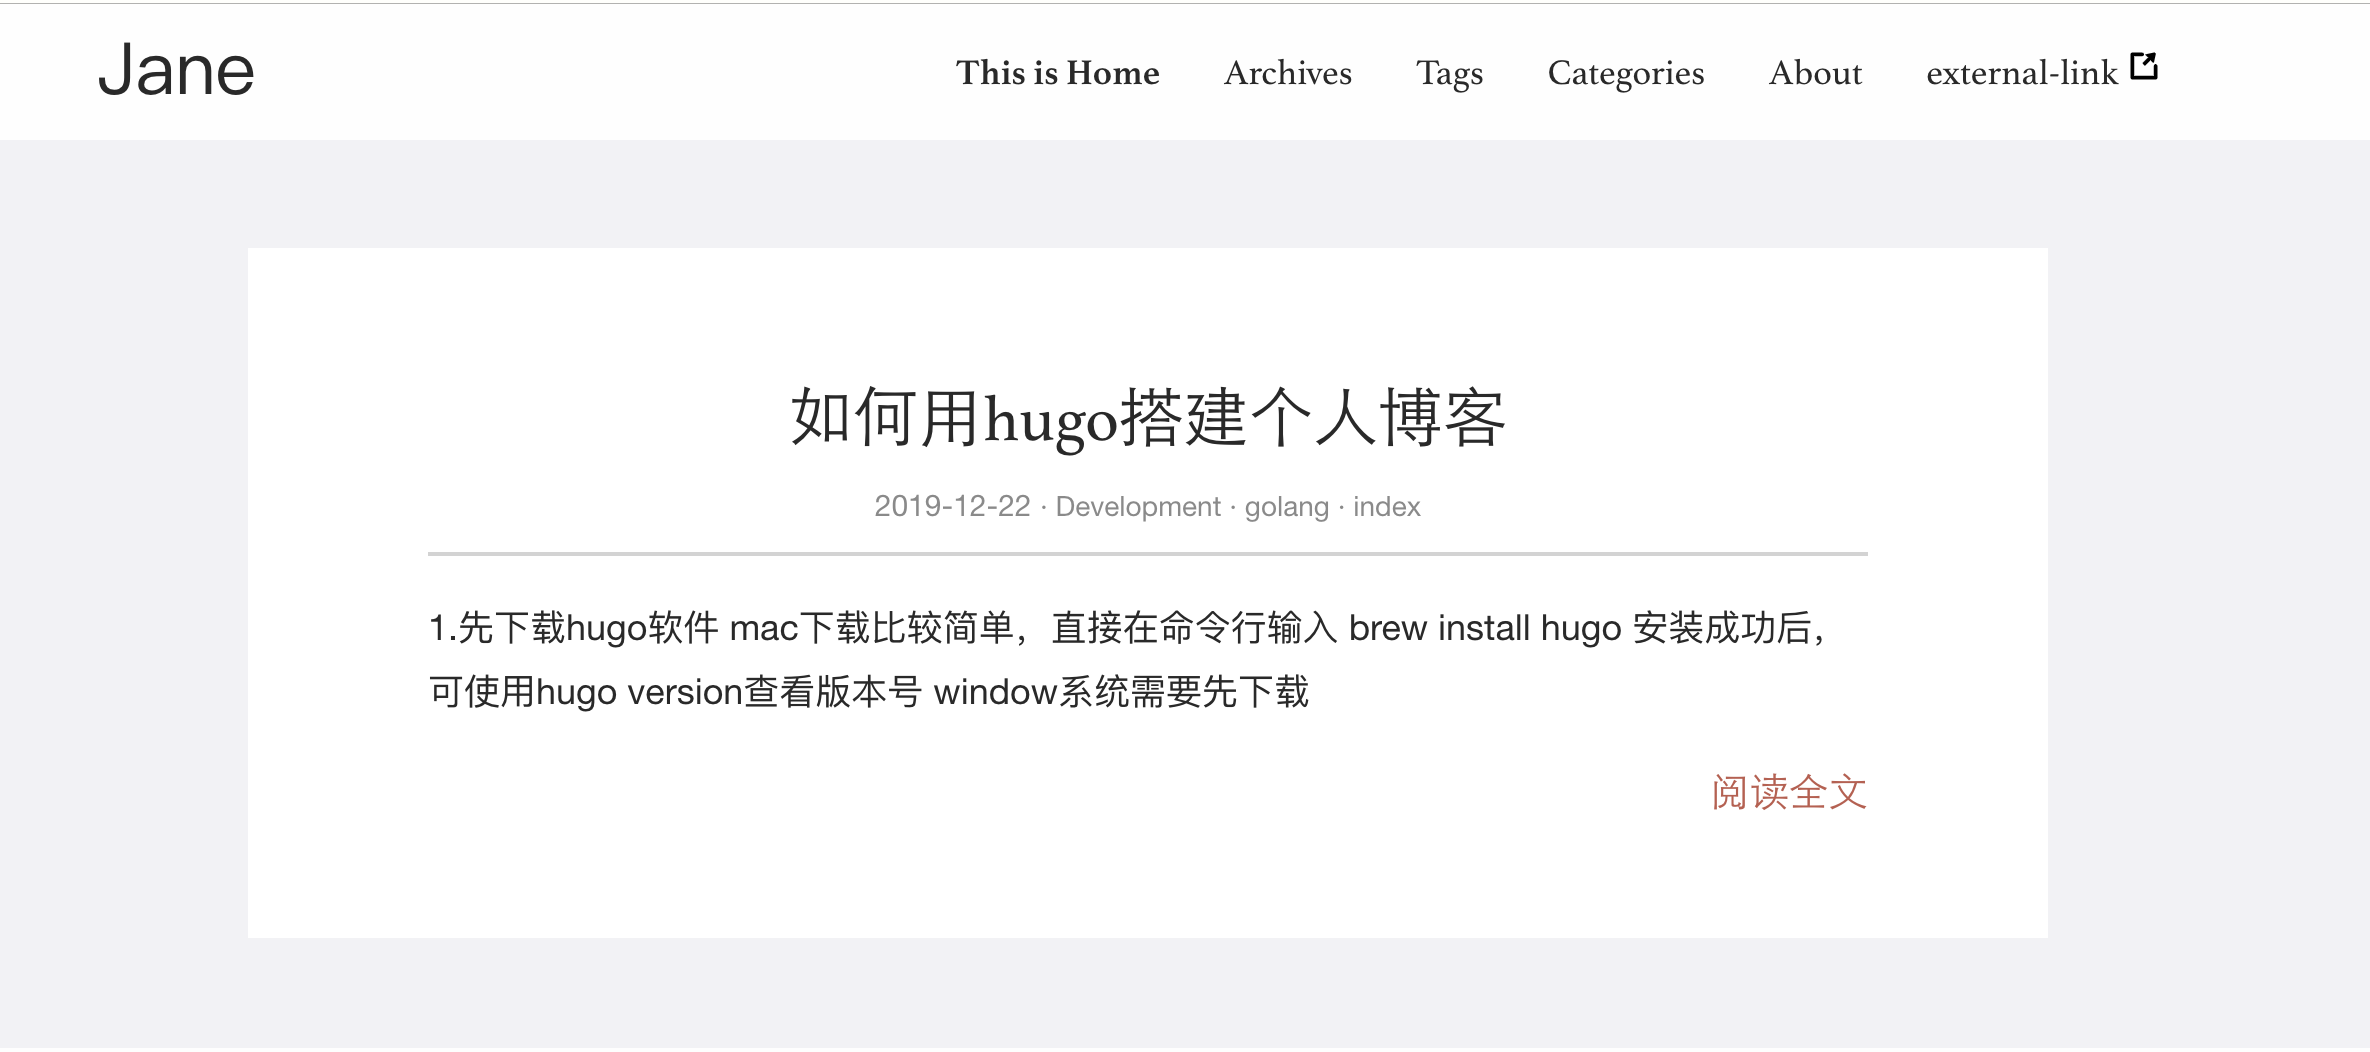 Jane
This is Home Archives Tags Categories About external-link
如何用hugo搭建个人博客
2019-12-22 · Development · golang · index
1.先下载hugo软件 mac下载比较简单，直接在命令行输入 brew install hugo 安装成功后，
可使用hugo version查看版本号 window系统需要先下载
阅读全文